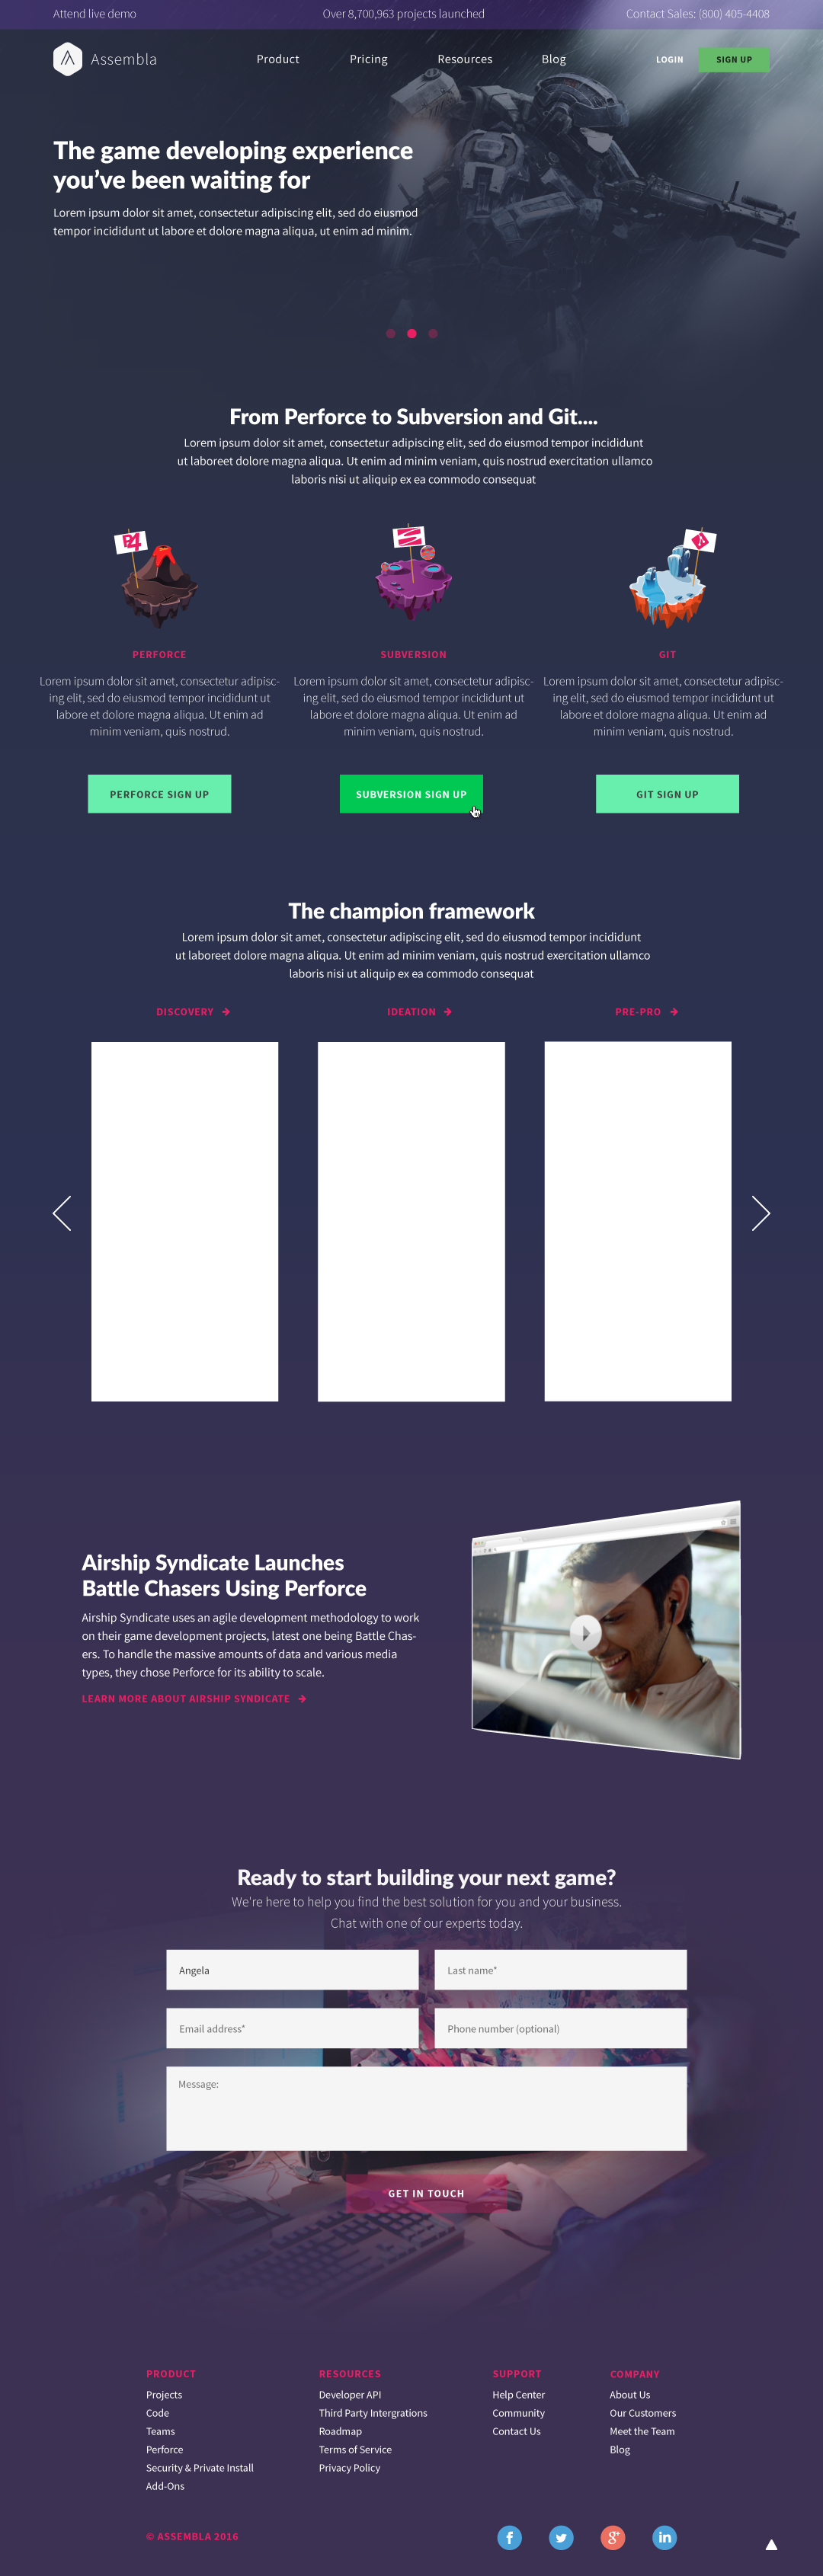 Attend live demo
Over 8,700,963 projects launched
Contact Sales: (800) 405-4408
Assembla
Product
Pricing
Resources
Blog
LOGIN
SIGN UP
The game developing experience
you’ve been waiting for
Lorem ipsum dolor sit amet, consectetur adipiscing elit, sed do eiusmod
tempor incididunt ut labore et dolore magna aliqua, ut enim ad minim.
From Perforce to Subversion and Git....
Lorem ipsum dolor sit amet, consectetur adipiscing elit, sed do eiusmod tempor incididunt
ut laboreet dolore magna aliqua. Ut enim ad minim veniam, quis nostrud exercitation ullamco
laboris nisi ut aliquip ex ea commodo consequat
P4
PERFORCE
Lorem ipsum dolor sit amet, consectetur adipisc-
ing elit, sed do eiusmod tempor incididunt ut
labore et dolore magna aliqua. Ut enim ad
minim veniam, quis nostrud.
PERFORCE SIGN UP
SUBVERSION
Lorem ipsum dolor sit amet, consectetur adipisc-
ing elit, sed do eiusmod tempor incididunt ut
labore et dolore magna aliqua. Ut enim ad
minim veniam, quis nostrud.
SUBVERSION SIGN UP
GIT
Lorem ipsum dolor sit amet, consectetur adipisc-
ing elit, sed do eiusmod tempor incididunt ut
labore et dolore magna aliqua. Ut enim ad
minim veniam, quis nostrud.
GIT SIGN UP
The champion framework
Lorem ipsum dolor sit amet, consectetur adipiscing elit, sed do eiusmod tempor incididunt
ut laboreet dolore magna aliqua. Ut enim ad minim veniam, quis nostrud exercitation ullamco
laboris nisi ut aliquip ex ea commodo consequat
DISCOVERY
IDEATION
PRE-PRO
Airship Syndicate Launches
Battle Chasers Using Perforce
Airship Syndicate uses an agile development methodology to work
on their game development projects, latest one being Battle Chas-
ers. To handle the massive amounts of data and various media
types, they chose Perforce for its ability to scale.
LEARN MORE ABOUT AIRSHIP SYNDICATE
Ready to start building your next game?
We're here to help you find the best solution for you and your business.
Chat with one of our experts today.
Angela
Last name*
Email address*
Phone number (optional)
Message:
GET IN TOUCH
PRODUCT
Projects
Code
Teams
Perforce
Security & Private Install
Add-Ons
RESOURCES
Developer API
Third Party Intergrations
Roadmap
Terms of Service
Privacy Policy
SUPPORT
Help Center
Community
Contact Us
COMPANY
About Us
Our Customers
Meet the Team
Blog
© ASSEMBLA 2016
f
g+
in